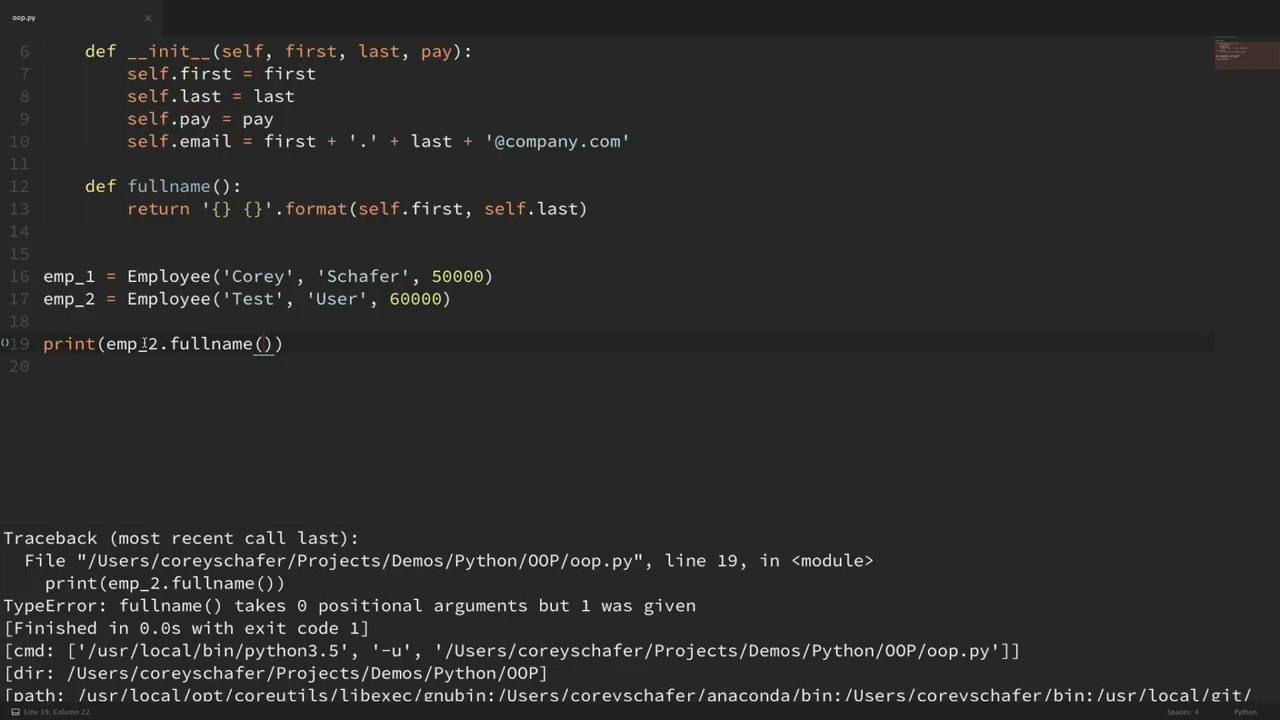 oop.py ×
6 def __init__(self, first, last, pay):
7 self.first = first
8 self.last = last
9 self.pay = pay
10 self.email = first + '.' + last + '@company.com'
11
12 def fullname():
13 return '{} {}'.format(self.first, self.last)
14
15
16 emp_1 = Employee('Corey', 'Schafer', 50000)
17 emp_2 = Employee('Test', 'User', 60000)
18
()19 print(emp_2.fullname())
20
Traceback (most recent call last):
File "/Users/coreyschafer/Projects/Demos/Python/OOP/oop.py", line 19, in <module>
print(emp_2.fullname())
TypeError: fullname() takes 0 positional arguments but 1 was given
[Finished in 0.0s with exit code 1]
[cmd: ['/usr/local/bin/python3.5', '-u', '/Users/coreyschafer/Projects/Demos/Python/OOP/oop.py']]
[dir: /Users/coreyschafer/Projects/Demos/Python/OOP]
[path: /usr/local/opt/coreutils/libexec/gnubin:/Users/coreyschafer/anaconda/bin:/Users/coreyschafer/bin:/usr/local/git/
Line 19, Column 22 Spaces: 4 Python